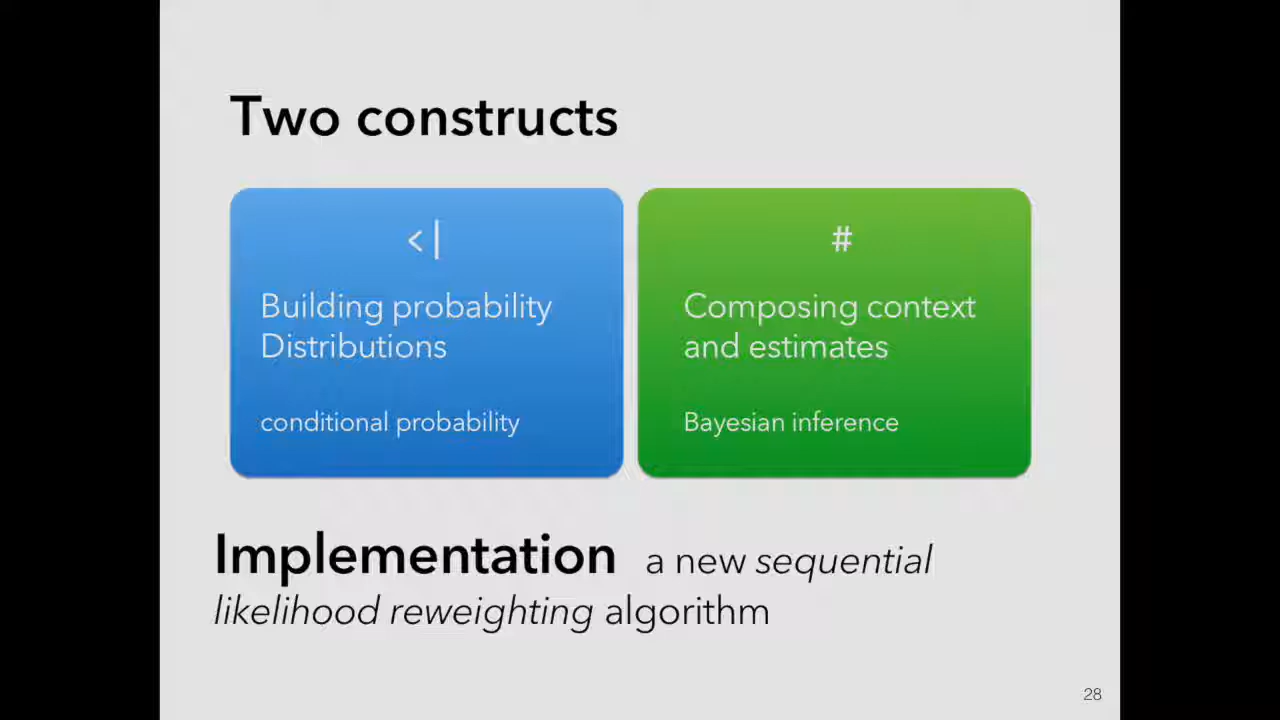 Two constructs
<|
Building probability
Distributions
conditional probability
#
Composing context
and estimates
Bayesian inference
Implementation a new sequential
likelihood reweighting algorithm
28